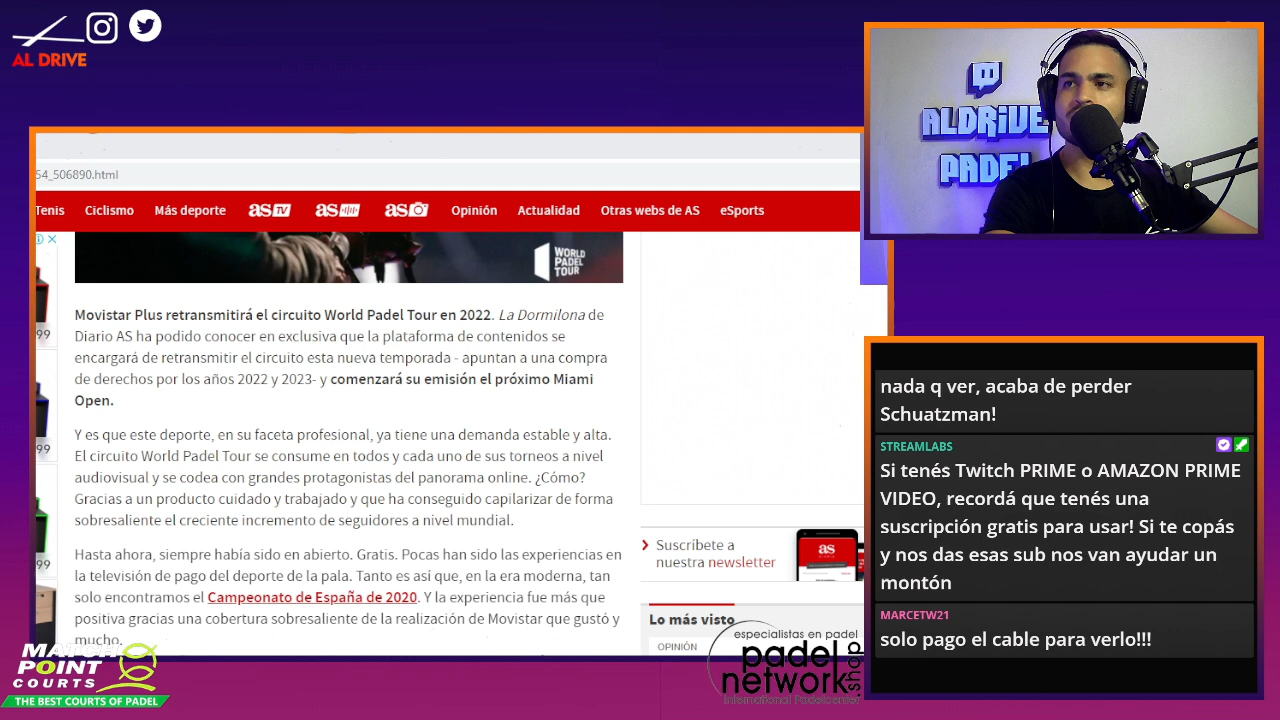 AL DRIVE
ALDRIVE
PADEL
54_506890.html
Tenis Ciclismo Más deporte as TV as as Opinión Actualidad Otras webs de AS eSports
WORLD
PADEL
TOUR
99
99
99
Movistar Plus retransmitirá el circuito World Padel Tour en 2022. La Dormilona de
Diario AS ha podido conocer en exclusiva que la plataforma de contenidos se
encargará de retransmitir el circuito esta nueva temporada - apuntan a una compra
de derechos por los años 2022 y 2023- y comenzará su emisión el próximo Miami
Open.
Y es que este deporte, en su faceta profesional, ya tiene una demanda estable y alta.
El circuito World Padel Tour se consume en todos y cada uno de sus torneos a nivel
audiovisual y se codea con grandes protagonistas del panorama online. ¿Cómo?
Gracias a un producto cuidado y trabajado y que ha conseguido capilarizar de forma
sobresaliente el creciente incremento de seguidores a nivel mundial.
Hasta ahora, siempre había sido en abierto. Gratis. Pocas han sido las experiencias en
la televisión de pago del deporte de la pala. Tanto es así que, en la era moderna, tan
solo encontramos el Campeonato de España de 2020. Y la experiencia fue más que
positiva gracias una cobertura sobresaliente de la realización de Movistar que gustó y
mucho.
Suscríbete a
nuestra newsletter
as
Lo más visto
OPINIÓN
especialistas en padel
padel
network
.shop
International Padelcenter
MATCH
POINT
COURTS
THE BEST COURTS OF PADEL
nada q ver, acaba de perder
Schuatzman!
STREAMLABS
Si tenés Twitch PRIME o AMAZON PRIME
VIDEO, recordá que tenés una
suscripción gratis para usar! Si te copás
y nos das esas sub nos van ayudar un
montón
MARCETW21
solo pago el cable para verlo!!!